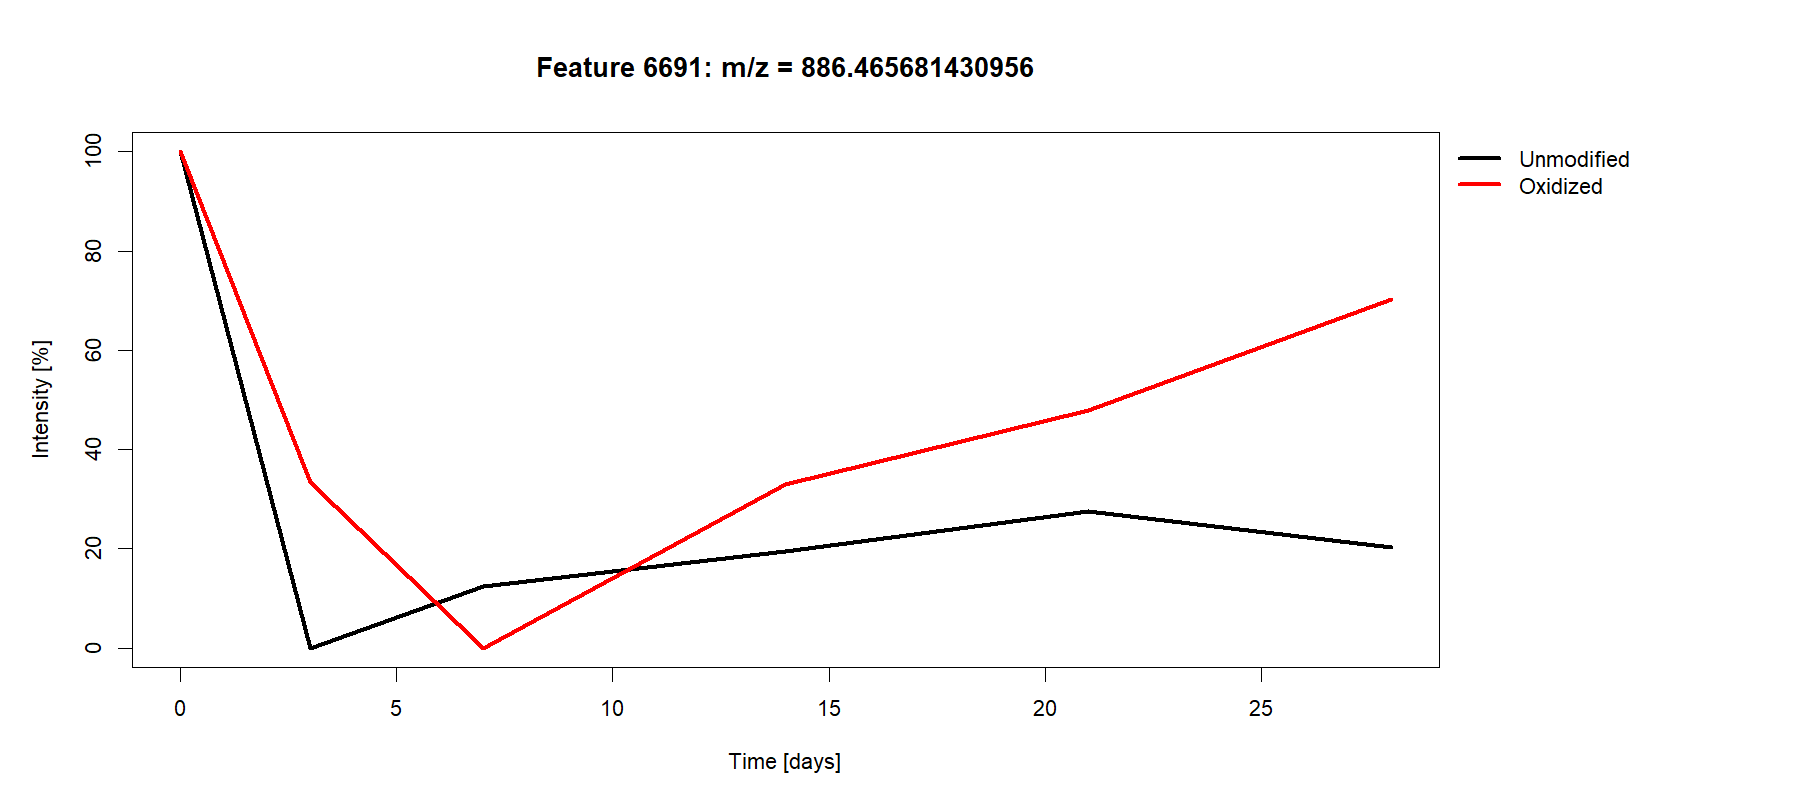 Feature 6691: m/z = 886.465681430956
Unmodified
Oxidized
Intensity [%]
100
80
60
40
20
0
0 5 10 15 20 25
Time [days]